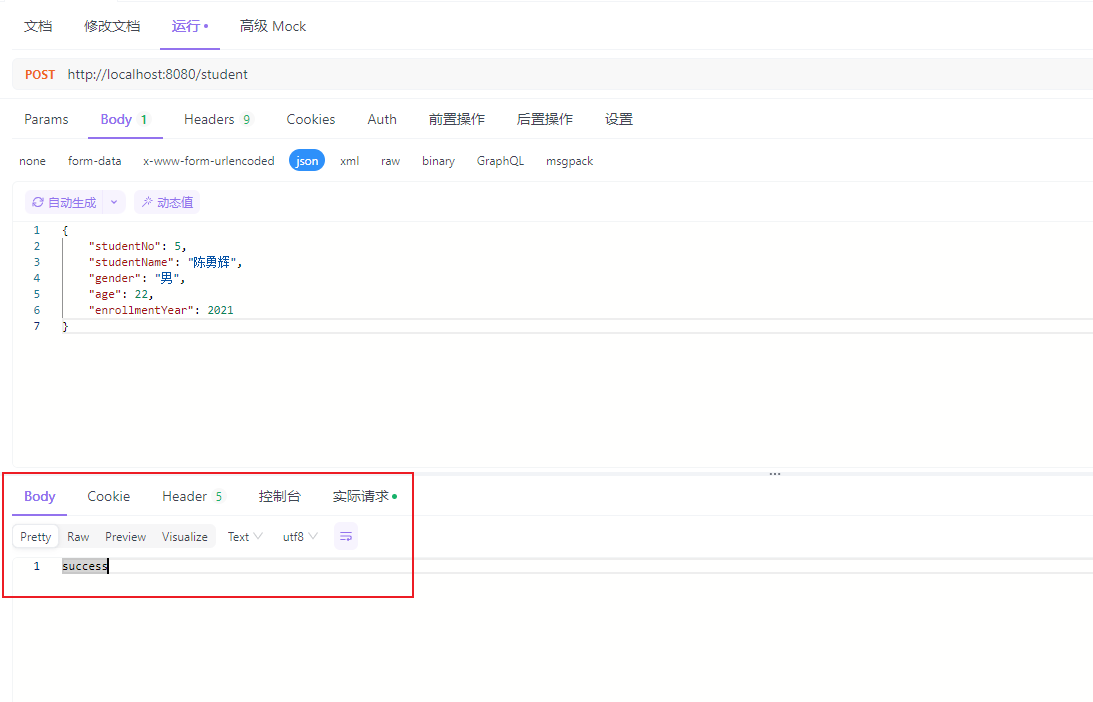 文档 修改文档 运行 • 高级 Mock
POST http://localhost:8080/student
Params Body 1 Headers 9 Cookies Auth 前置操作 后置操作 设置
none form-data x-www-form-urlencoded json xml raw binary GraphQL msgpack
自动生成 动态值
1 {
2 "studentNo": 5,
3 "studentName": "陈勇辉",
4 "gender": "男",
5 "age": 22,
6 "enrollmentYear": 2021
7 }
...
Body Cookie Header 5 控制台 实际请求 •
Pretty Raw Preview Visualize Text utf8
1 success